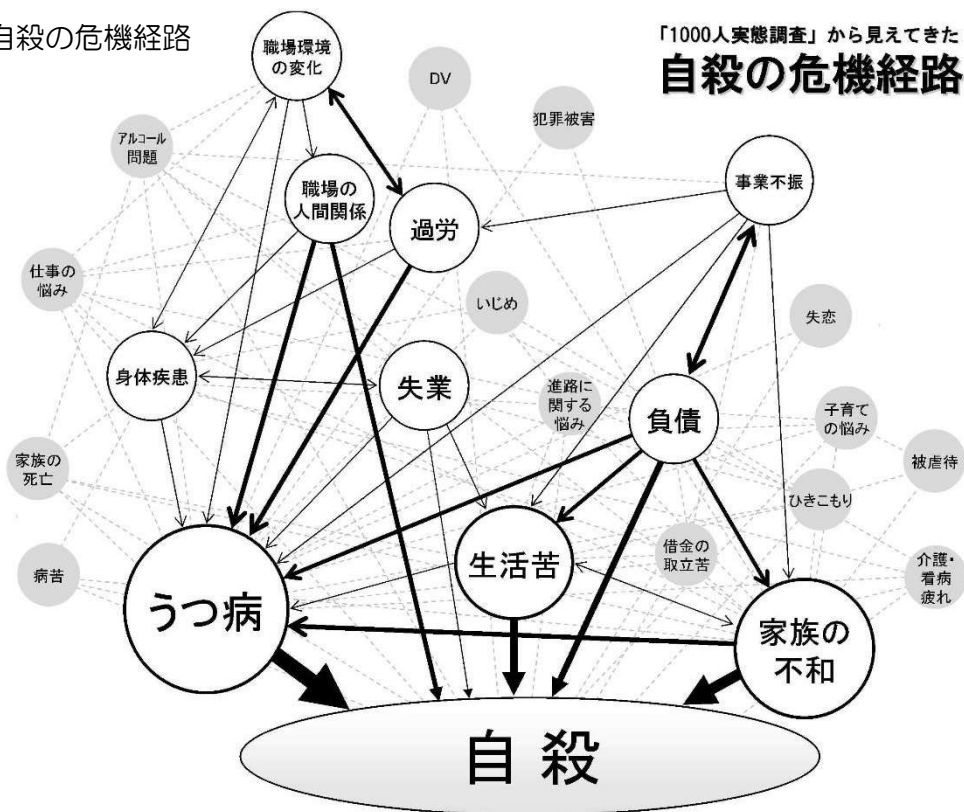 自殺の危機経路
「1000人実態調査」から見えてきた
自殺の危機経路
職場環境
の変化
DV
犯罪被害
アルコール
問題
職場の
人間関係
過労
事業不振
仕事の
悩み
いじめ
失恋
身体疾患
失業
進路に
関する
悩み
負債
子育て
の悩み
家族の
死亡
被虐待
ひきこもり
病苦
うつ病
生活苦
借金の
取立苦
介護・
看病
疲れ
家族の
不和
自殺